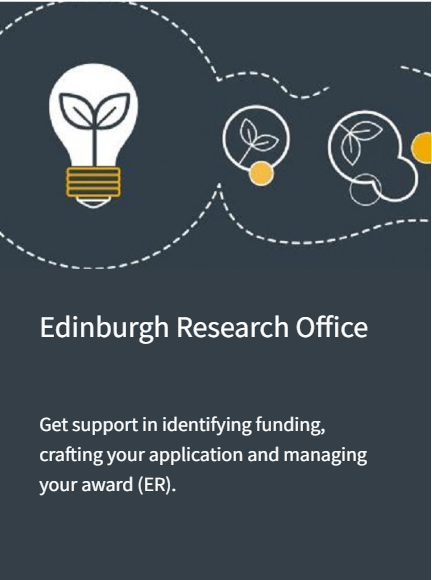 Edinburgh Research Office
Get support in identifying funding,
crafting your application and managing
your award (ER).